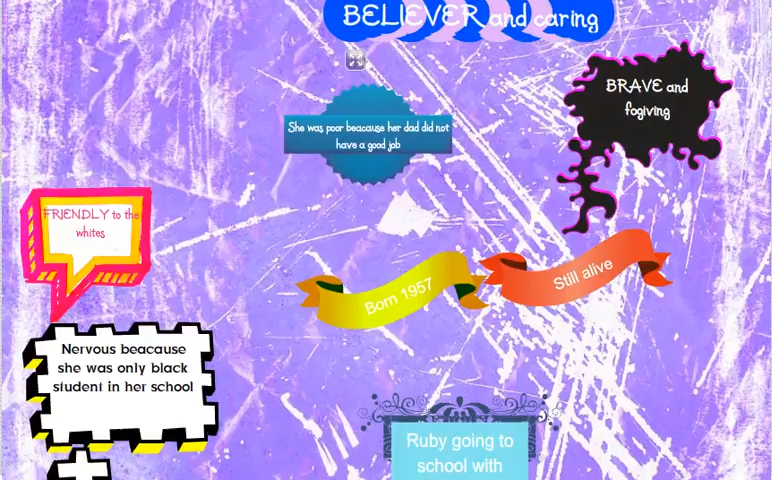 BELIEVER and caring
BRAVE and
fogiving
She was poor beacause her dad did not
have a good job
FRIENDLY to the
whites
Born 1957
Still alive
Nervous beacause
she was only black
student in her school
Ruby going to
school with